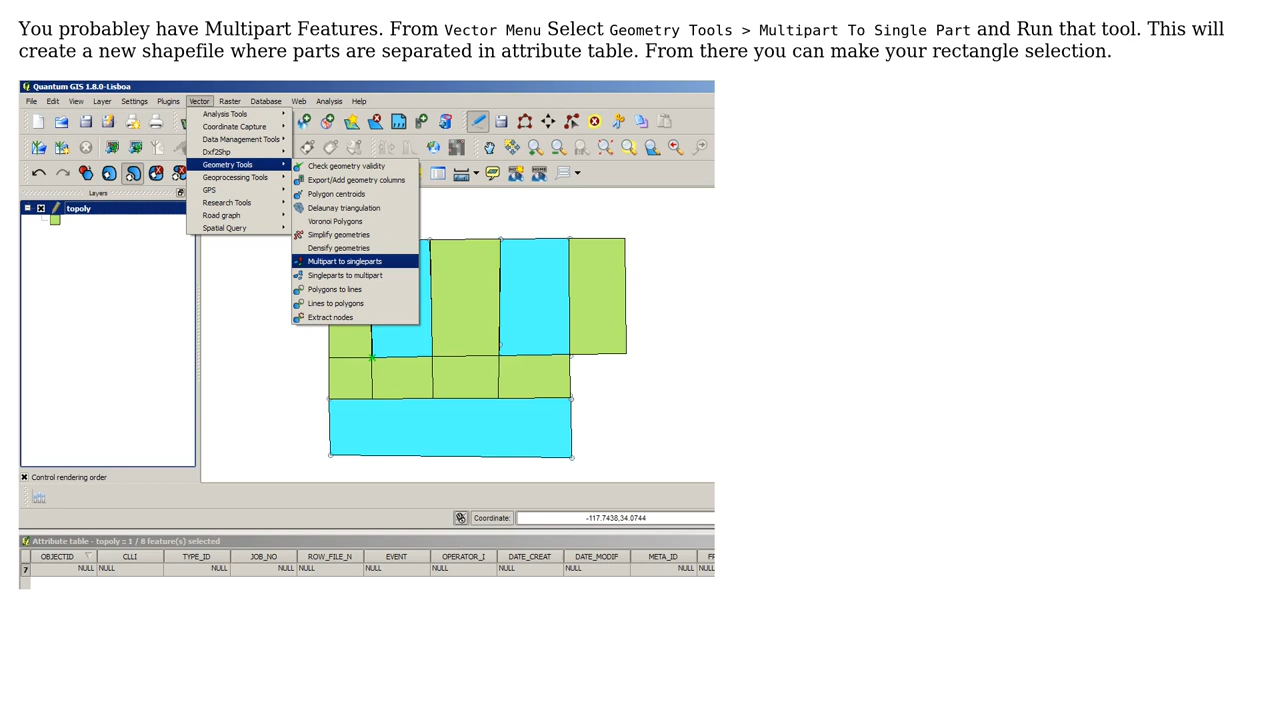 You probabley have Multipart Features. From Vector Menu Select Geometry Tools > Multipart To Single Part and Run that tool. This will
create a new shapefile where parts are separated in attribute table. From there you can make your rectangle selection.
Quantum GIS 1.8.0-Lisboa
File Edit View Layer Settings Plugins Vector Raster Database Web Analysis Help
Analysis Tools
Coordinate Capture
Data Management Tools
Dxf2Shp
Geometry Tools
Geoprocessing Tools
GPS
Research Tools
Road graph
Spatial Query
Check geometry validity
Export/Add geometry columns
Polygon centroids
Delaunay triangulation
Voronoi Polygons
Simplify geometries
Densify geometries
Multipart to singleparts
Singleparts to multipart
Polygons to lines
Lines to polygons
Extract nodes
Layers
topoly
Control rendering order
Coordinate: -117.7438,34.0744
Attribute table - topoly :: 1 / 8 feature(s) selected
OBJECTID CLLI TYPE_ID JOB_NO ROW_FILE_N EVENT OPERATOR_I DATE_CREAT DATE_MODIF META_ID FF
7 NULL NULL NULL NULL NULL NULL NULL NULL NULL NULL NULL